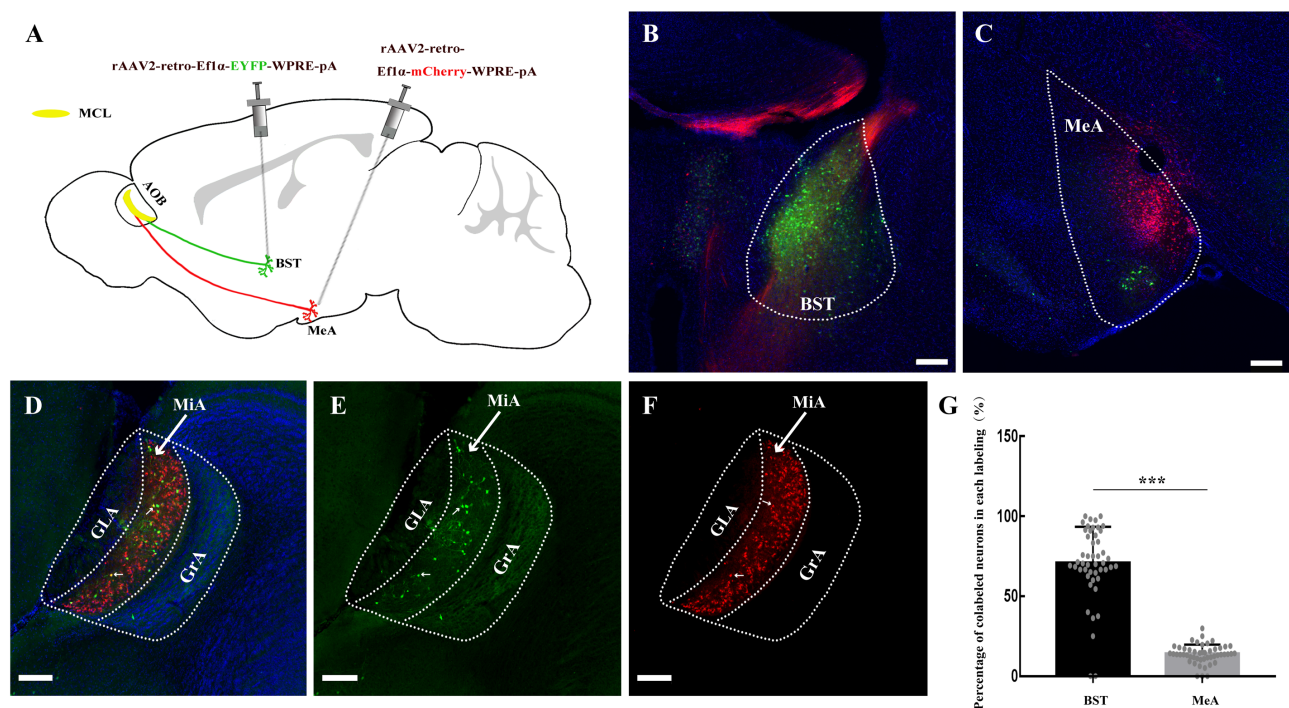 A
rAAV2-retro-Ef1α-EYFP-WPRE-pA
rAAV2-retro-
Ef1α-mCherry-WPRE-pA
MCL
AOB
BST
MeA
B
BST
C
MeA
D
MiA
GLA
GrA
E
MiA
GLA
GrA
F
MiA
GLA
GrA
G
Percentage of colabeled neurons in each labeling (%)
150
100
50
0
***
BST
MeA